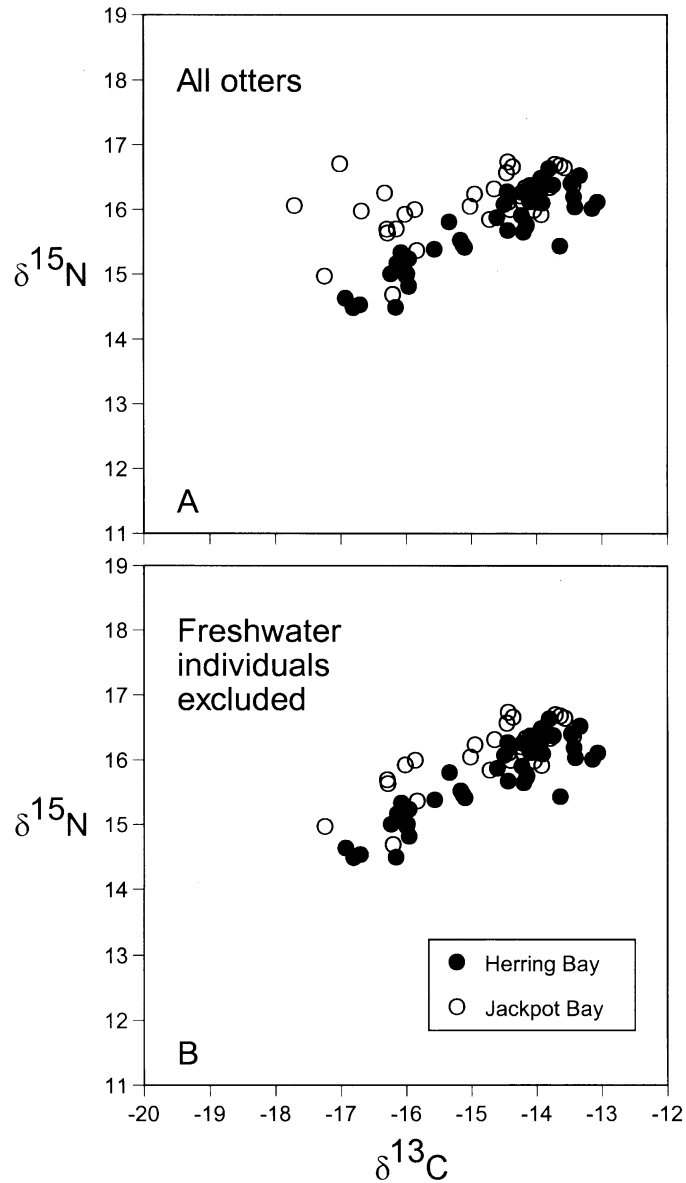 19
All otters
18
17
16
δ15N
15
14
13
12
A
11
19
Freshwater
individuals
excluded
18
17
16
δ15N
15
14
13
Herring Bay
Jackpot Bay
12
B
11
-20 -19 -18 -17 -16 -15 -14 -13 -12
δ13C